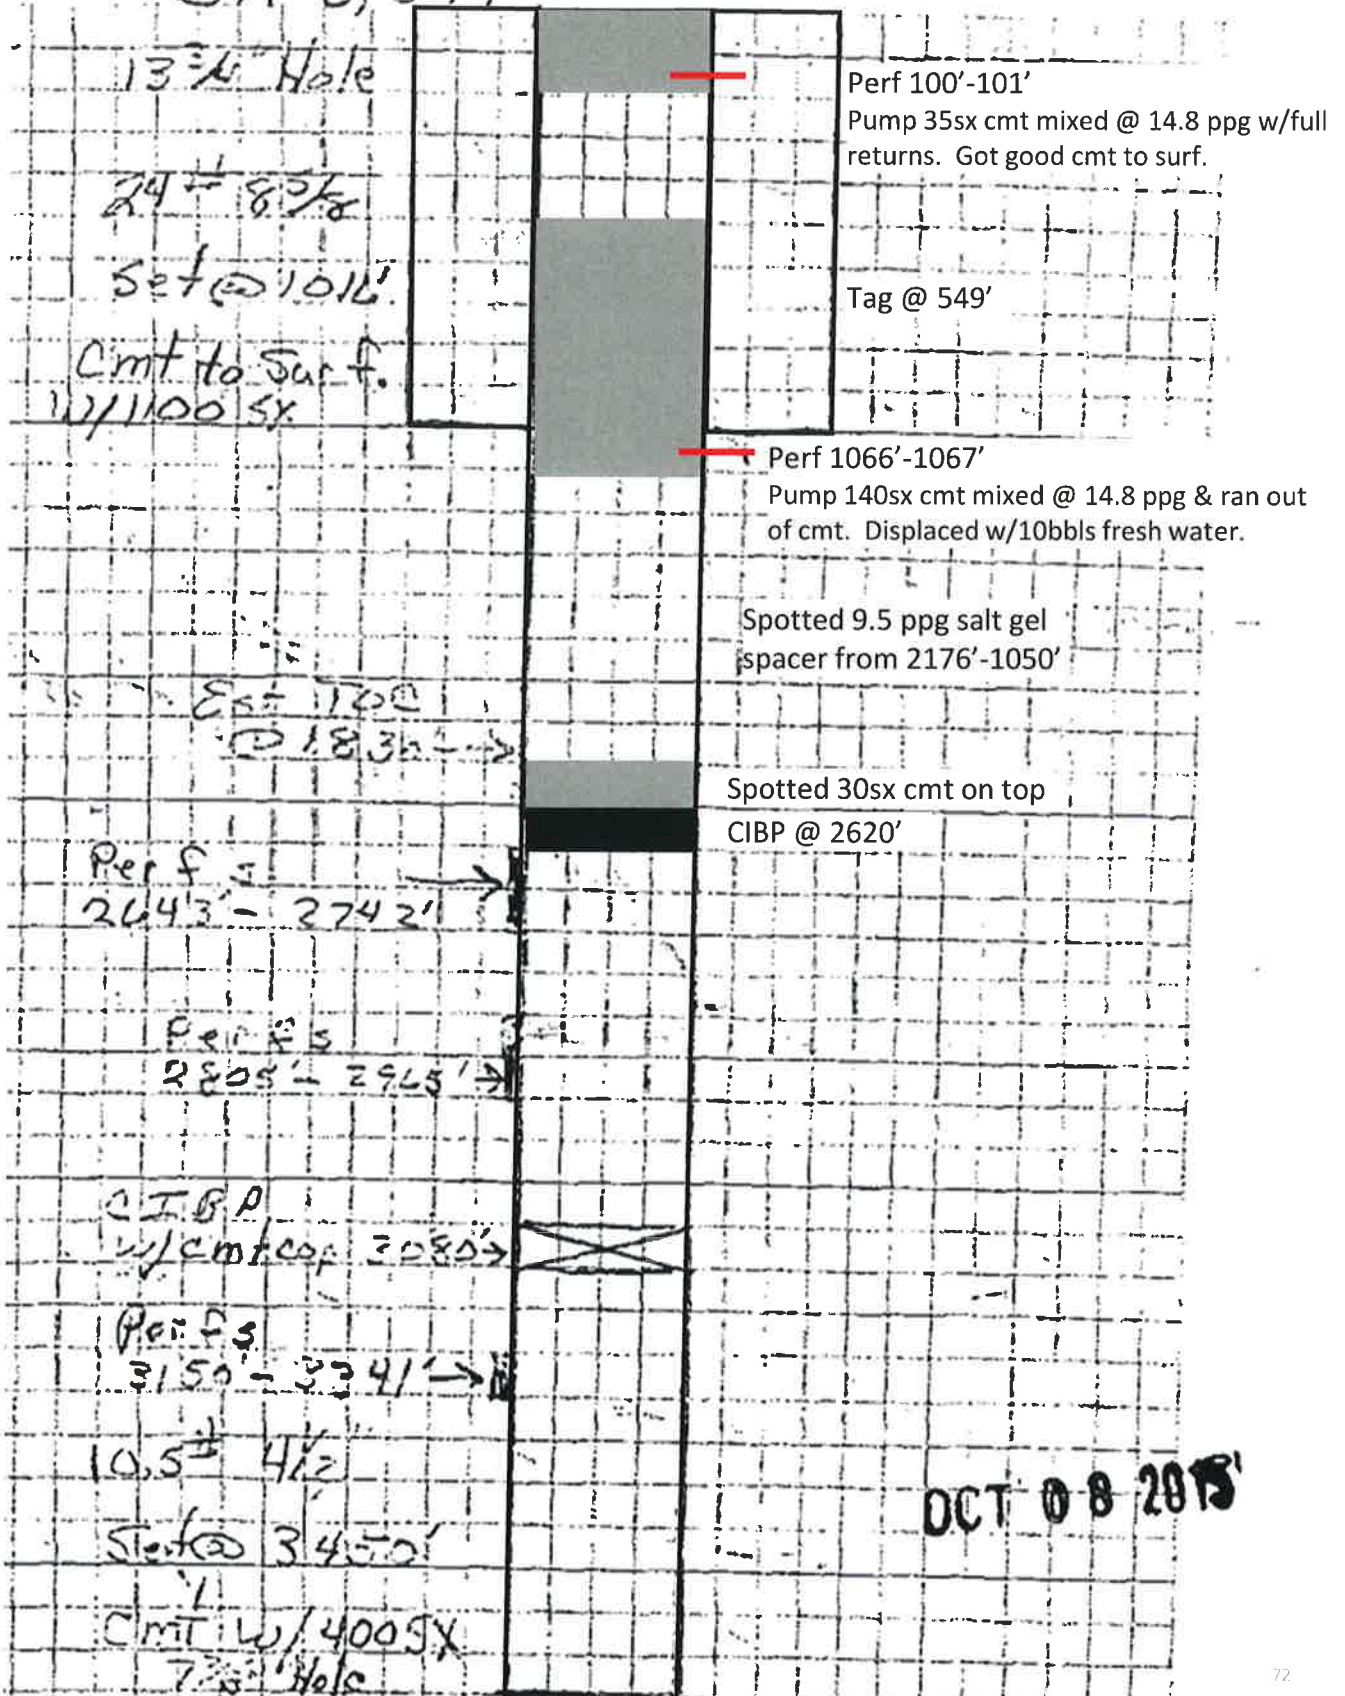 13 3/4" Hole
24# 8 5/8
Set @ 1016'
Cmt to Surf.
W/1100 SX
Perf 100'-101'
Pump 35sx cmt mixed @ 14.8 ppg w/full
returns.  Got good cmt to surf.
Tag @ 549'
Perf 1066'-1067'
Pump 140sx cmt mixed @ 14.8 ppg & ran out
of cmt.  Displaced w/10bbls fresh water.
Spotted 9.5 ppg salt gel
spacer from 2176'-1050'
Est TOC
Spotted 30sx cmt on top
CIBP @ 2620'
Perf
2643' - 2742'
Perfs
2805' - 2965'
CIBP
w/cmt cap 3080'
Perfs
3150' - 3341'
10.5# 4 1/2
Set @ 3450'
Cmt w/ 400SX
7 7/8" Hole
OCT 08
72